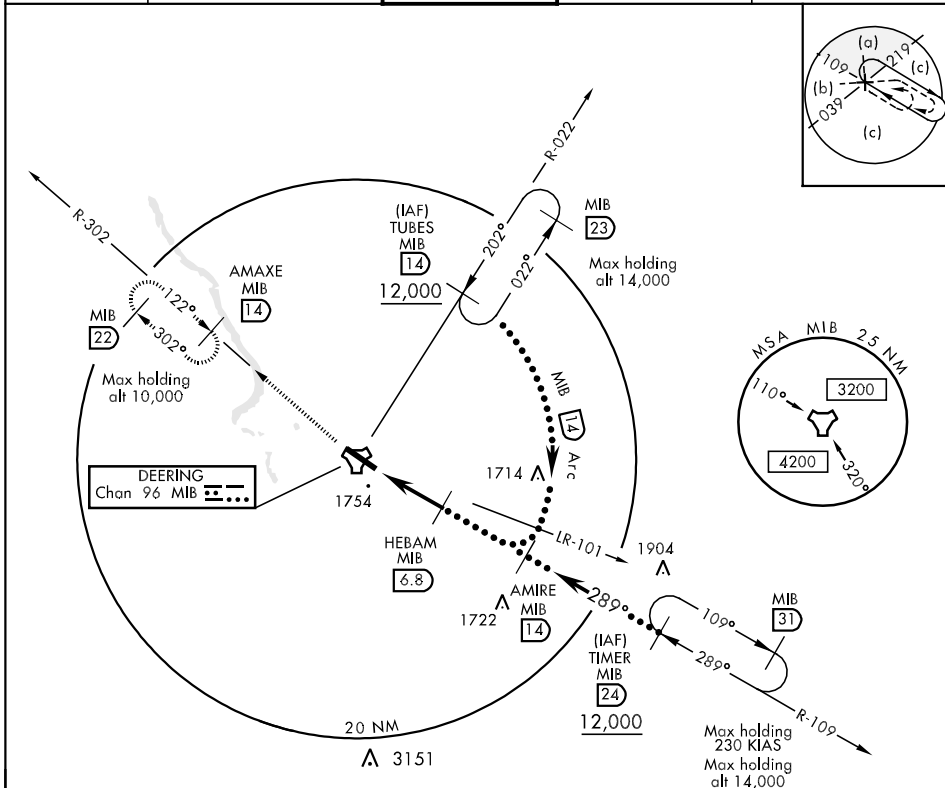 (a)
109
219
(c)
(b)
039
(c)
R-022
R-302
(IAF)
TUBES
MIB
14
12,000
202°
022°
MIB
23
Max holding
alt 14,000
AMAXE
MIB
14
122°
302°
MIB
22
Max holding
alt 10,000
MSA MIB 25 NM
110°
3200
4200
320°
MIB 14 Arc
1714
DEERING
Chan 96 MIB
1754
LR-101
1904
HEBAM
MIB
6.8
1722
AMIRE
MIB
14
289°
109°
289°
MIB
31
(IAF)
TIMER
MIB
24
12,000
R-109
Max holding
230 KIAS
Max holding
alt 14,000
20 NM
3151